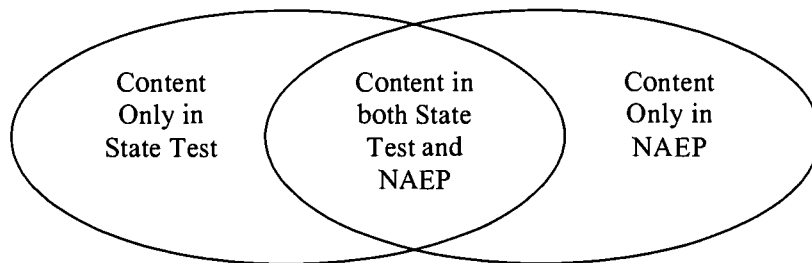 Content
Only in
State Test
Content in
both State
Test and
NAEP
Content
Only in
NAEP